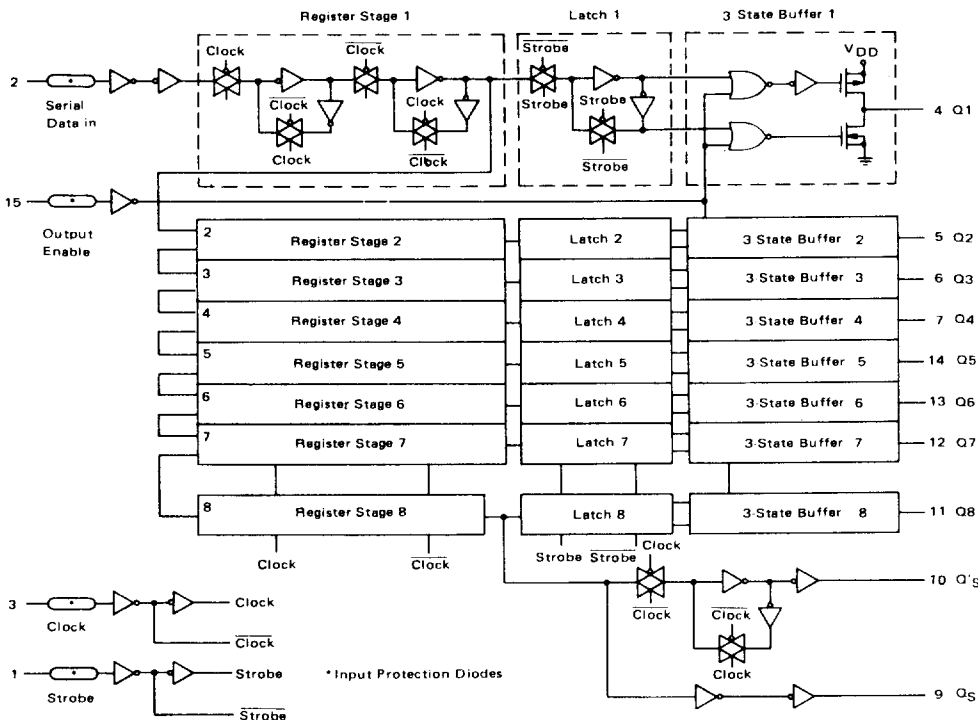 Register Stage 1
Latch 1
3 State Buffer 1
Clock
Clock
Strobe
VDD
2
Serial
Data in
Clock
Clock
Clock
Clock
Strobe
Strobe
Strobe
4 Q1
15
Output
Enable
2 Register Stage 2 Latch 2 3 State Buffer 2 5 Q2
3 Register Stage 3 Latch 3 3 State Buffer 3 6 Q3
4 Register Stage 4 Latch 4 3 State Buffer 4 7 Q4
5 Register Stage 5 Latch 5 3 State Buffer 5 14 Q5
6 Register Stage 6 Latch 6 3-State Buffer 6 13 Q6
7 Register Stage 7 Latch 7 3-State Buffer 7 12 Q7
8 Register Stage 8 Latch 8 3-State Buffer 8 11 Q8
Clock
Clock
Strobe
Strobe
Clock
Clock
Clock
Clock
10 Q's
3
Clock
Clock
Clock
1
Strobe
Strobe
Strobe
*Input Protection Diodes
9 Qs